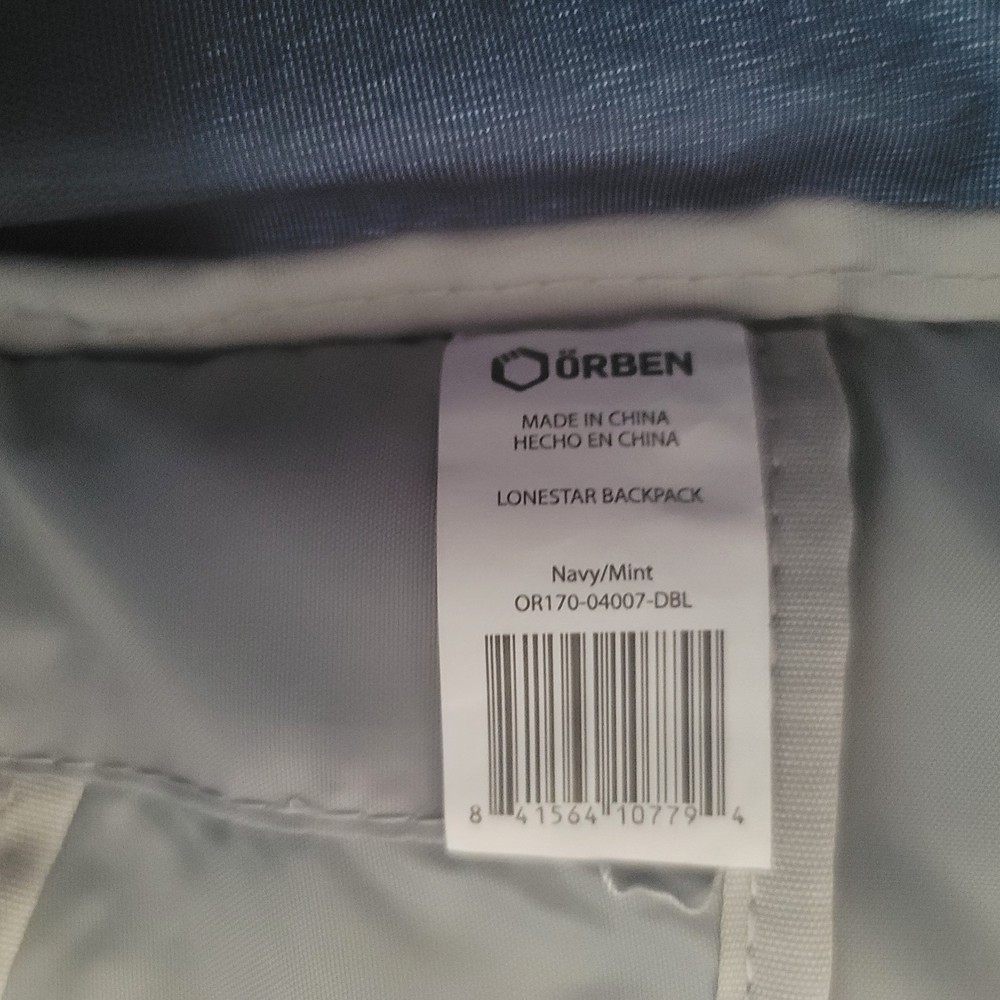 ÖRBEN
MADE IN CHINA
HECHO EN CHINA
LONESTAR BACKPACK
Navy/Mint
OR170-04007-DBL
8 41564 10779 4